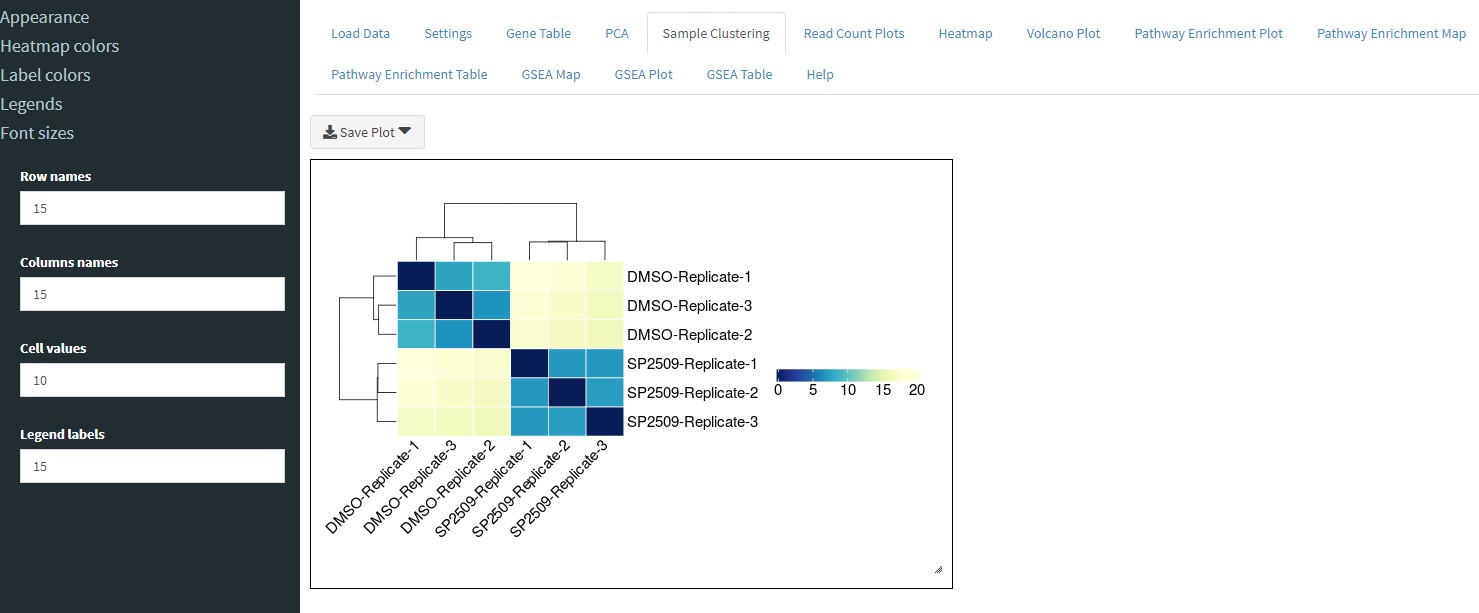 Appearance
Heatmap colors
Label colors
Legends
Font sizes
Row names
15
Columns names
15
Cell values
10
Legend labels
15
Load Data Settings Gene Table PCA Sample Clustering Read Count Plots Heatmap Volcano Plot Pathway Enrichment Plot Pathway Enrichment Map
Pathway Enrichment Table GSEA Map GSEA Plot GSEA Table Help
Save Plot
DMSO-Replicate-1
DMSO-Replicate-3
DMSO-Replicate-2
SP2509-Replicate-1
SP2509-Replicate-2
SP2509-Replicate-3
0 5 10 15 20
DMSO-Replicate-1
DMSO-Replicate-3
DMSO-Replicate-2
SP2509-Replicate-1
SP2509-Replicate-2
SP2509-Replicate-3